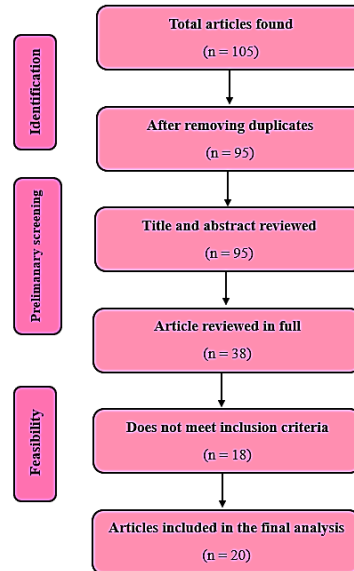 Identification
Total articles found
(n = 105)
After removing duplicates
(n = 95)
Prelimanary screening
Title and abstract reviewed
(n = 95)
Article reviewed in full
(n = 38)
Feasibility
Does not meet inclusion criteria
(n = 18)
Articles included in the final analysis
(n = 20)